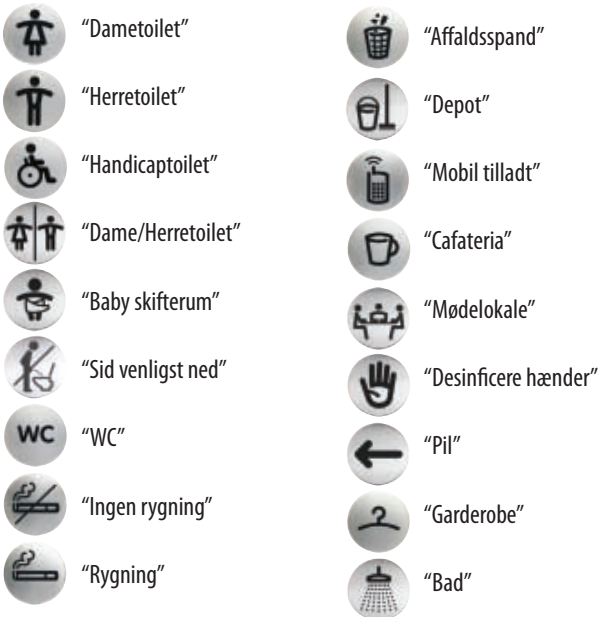 “Dametoilet”
“Herretoilet”
“Handicaptoilet”
“Dame/Herretoilet”
“Baby skifterum”
“Sid venligst ned”
WC “WC”
“Ingen rygning”
“Rygning”
“Affaldsspand”
“Depot”
“Mobil tilladt”
“Cafateria”
“Mødelokale”
“Desinficere hænder”
“Pil”
“Garderobe”
“Bad”